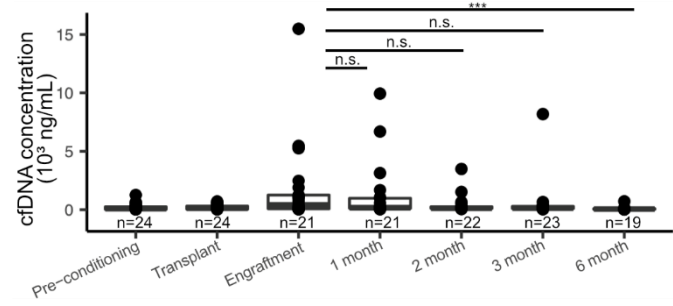 ***
n.s.
n.s.
n.s.
cfDNA concentration
(10³ ng/mL)
15
10
5
0
n=24 n=24 n=21 n=21 n=22 n=23 n=19
Pre−conditioning Transplant Engraftment 1 month 2 month 3 month 6 month